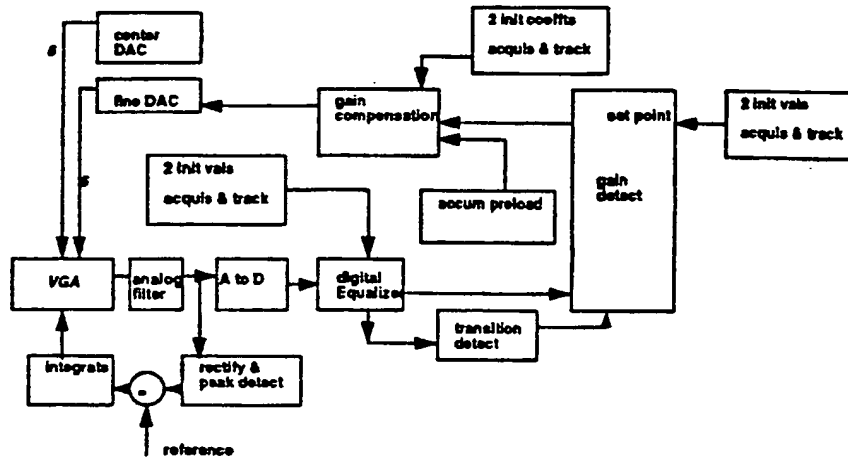 2 init coeffts
acquis & track
center
DAC
6
fine DAC
gain
compensation
set point
gain
detect
2 init vals
acquis & track
5
2 init vals
acquis & track
accum preload
VGA
analog
filter
A to D
digital
Equalizer
transition
detect
integrate
-
rectify &
peak detect
reference